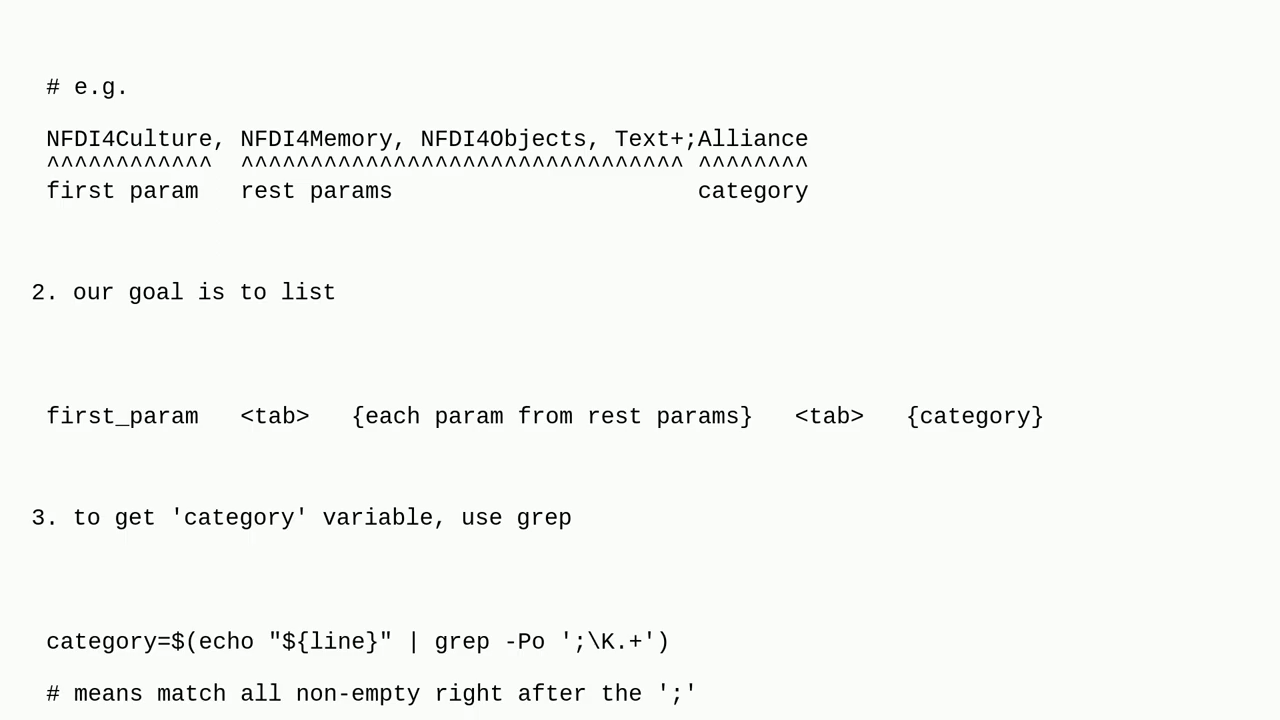 # e.g.
NFDI4Culture, NFDI4Memory, NFDI4Objects, Text+;Alliance
^^^^^^^^^^^^  ^^^^^^^^^^^^^^^^^^^^^^^^^^^^^^^^ ^^^^^^^^
first param   rest params                      category
2. our goal is to list
first_param   <tab>   {each param from rest params}   <tab>   {category}
3. to get 'category' variable, use grep
category=$(echo "${line}" | grep -Po ';\K.+')
# means match all non-empty right after the ';'